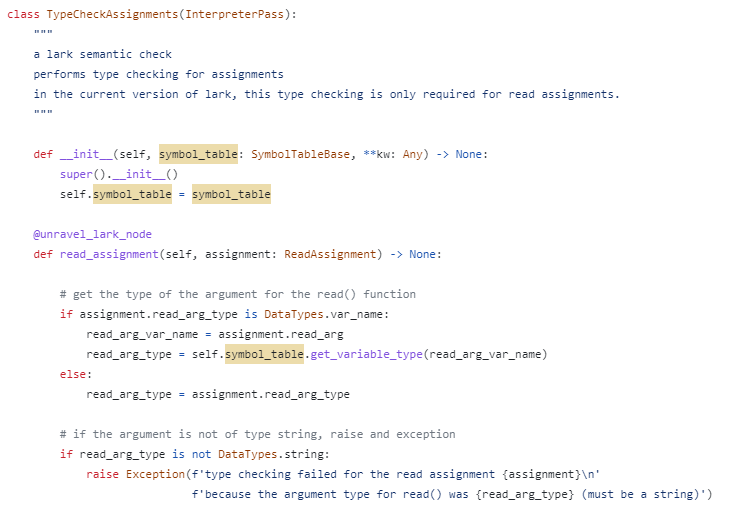 class TypeCheckAssignments(InterpreterPass):
    """
    a lark semantic check
    performs type checking for assignments
    in the current version of lark, this type checking is only required for read assignments.
    """

    def __init__(self, symbol_table: SymbolTableBase, **kw: Any) -> None:
        super().__init__()
        self.symbol_table = symbol_table

    @unravel_lark_node
    def read_assignment(self, assignment: ReadAssignment) -> None:

        # get the type of the argument for the read() function
        if assignment.read_arg_type is DataTypes.var_name:
            read_arg_var_name = assignment.read_arg
            read_arg_type = self.symbol_table.get_variable_type(read_arg_var_name)
        else:
            read_arg_type = assignment.read_arg_type

        # if the argument is not of type string, raise and exception
        if read_arg_type is not DataTypes.string:
            raise Exception(f'type checking failed for the read assignment {assignment}\n'
                            f'because the argument type for read() was {read_arg_type} (must be a string)')